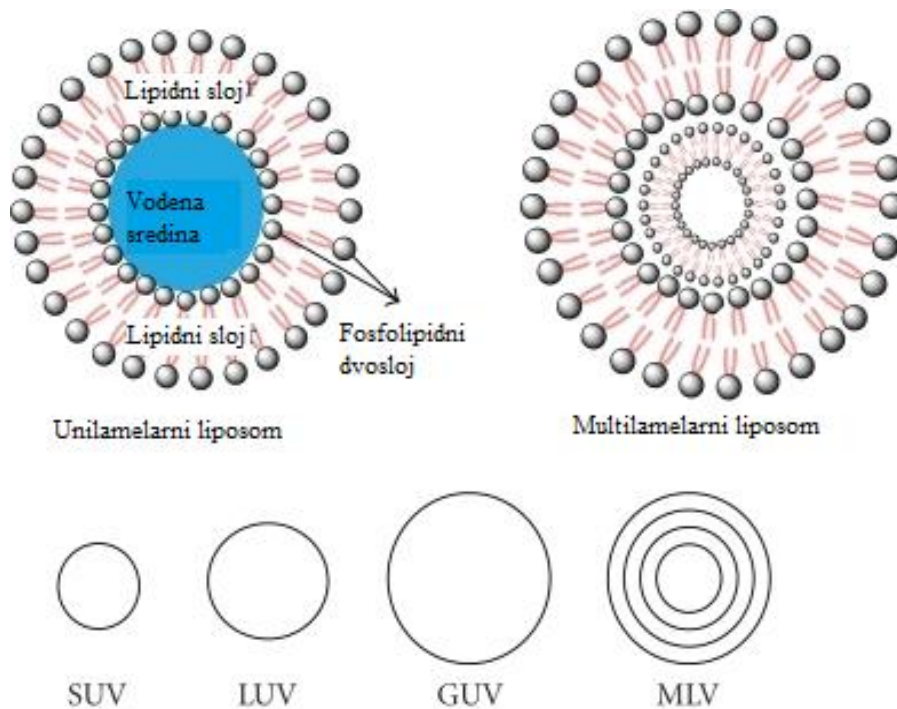 Lipidni sloj
Vodena
sredina
Lipidni sloj
Fosfolipidni
dvosloj
Unilamelarni liposom
Multilamelarni liposom
SUV
LUV
GUV
MLV